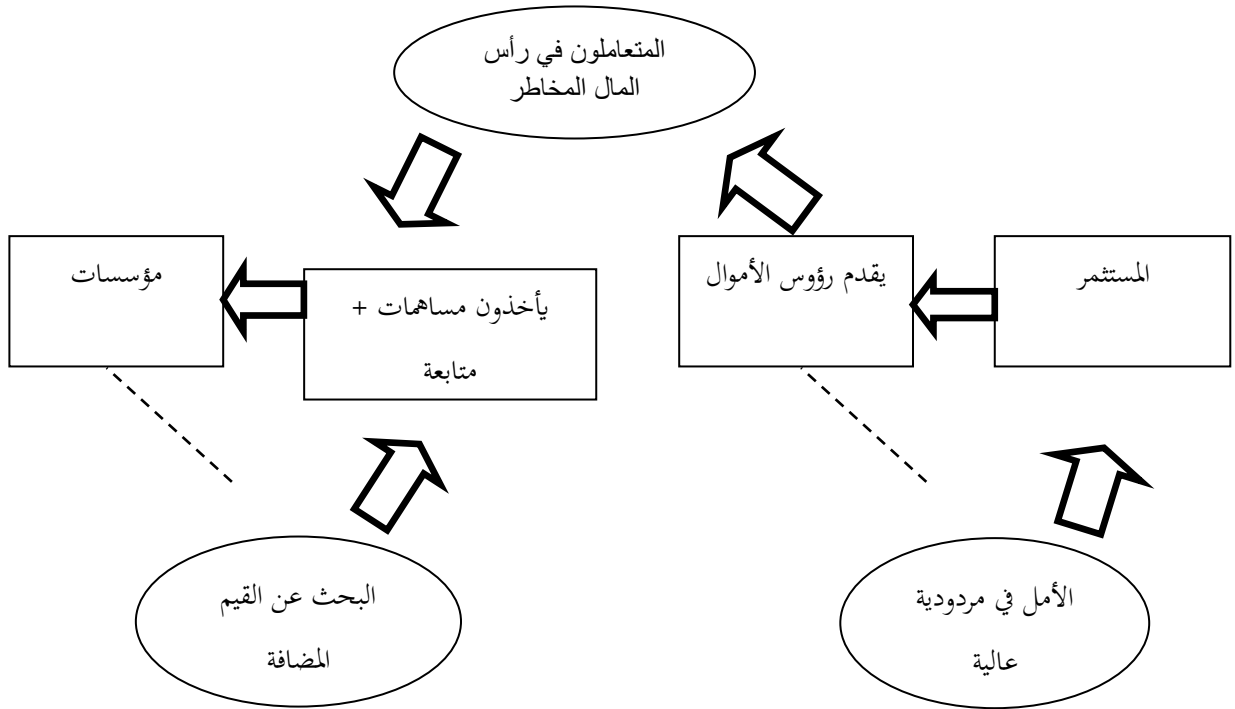 المتعاملون في رأس
المال المخاطر
المستثمر
يقدم رؤوس الأموال
يأخذون مساهمات +
متابعة
مؤسسات
الأمل في مردودية
عالية
البحث عن القيم
المضافة